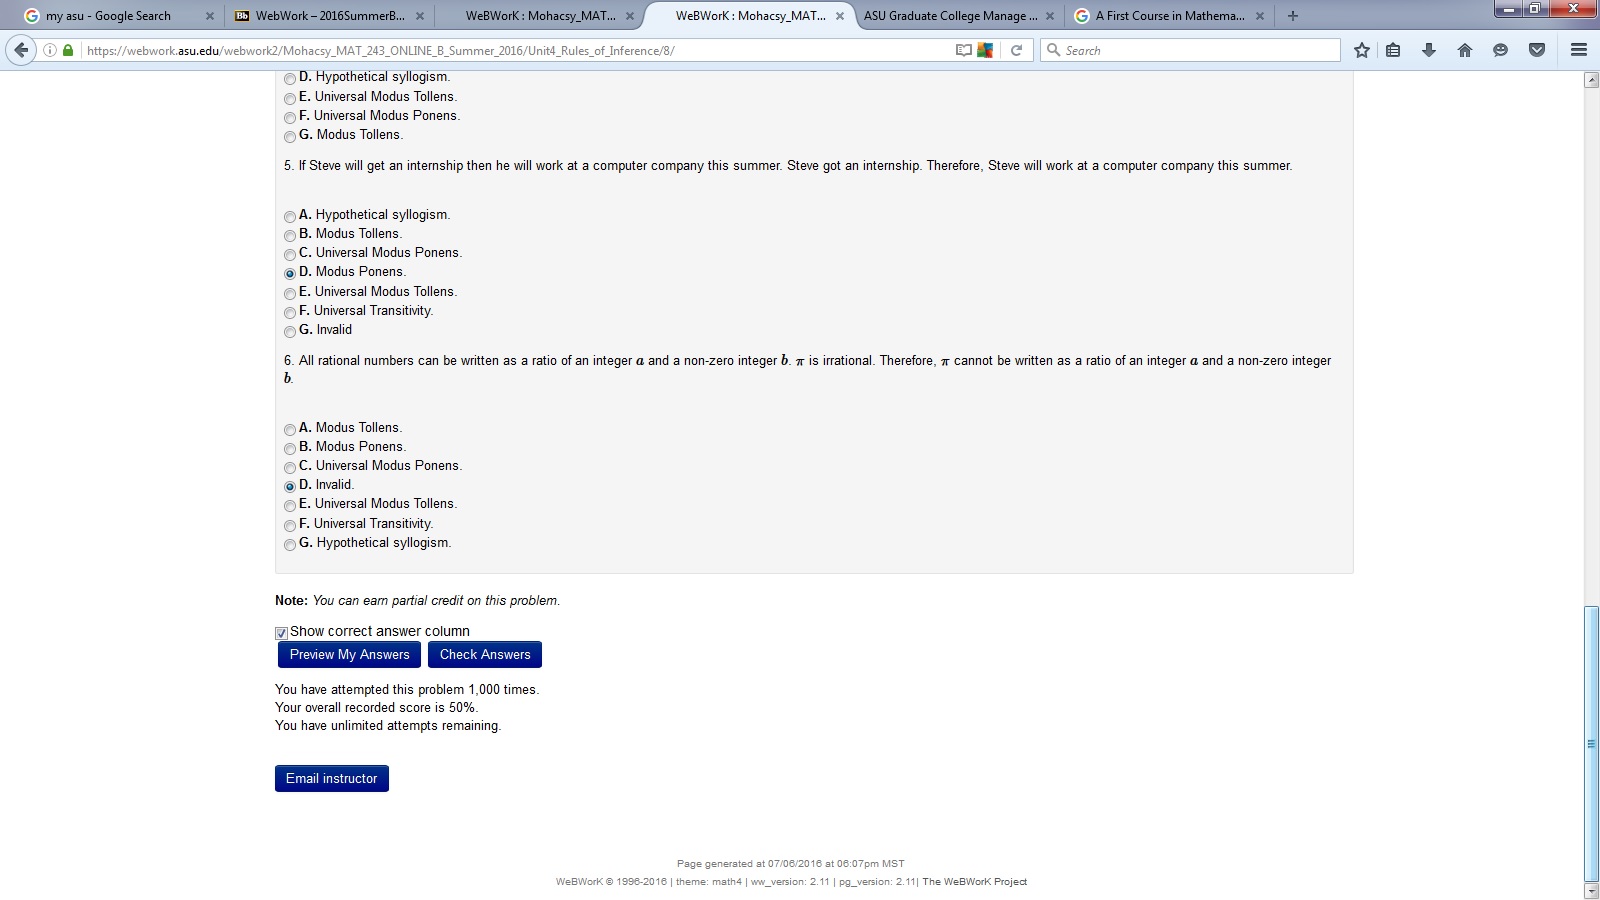 my asu - Google Search
Bb WebWork – 2016SummerB...
WeBWorK : Mohacsy_MAT...
WeBWorK : Mohacsy_MAT...
ASU Graduate College Manage ...
A First Course in Mathema...
https://webwork.asu.edu/webwork2/Mohacsy_MAT_243_ONLINE_B_Summer_2016/Unit4_Rules_of_Inference/8/
Search
D. Hypothetical syllogism.
E. Universal Modus Tollens.
F. Universal Modus Ponens.
G. Modus Tollens.
5. If Steve will get an internship then he will work at a computer company this summer. Steve got an internship. Therefore, Steve will work at a computer company this summer.
A. Hypothetical syllogism.
B. Modus Tollens.
C. Universal Modus Ponens.
D. Modus Ponens.
E. Universal Modus Tollens.
F. Universal Transitivity.
G. Invalid
6. All rational numbers can be written as a ratio of an integer a and a non-zero integer b. π is irrational. Therefore, π cannot be written as a ratio of an integer a and a non-zero integer
b.
A. Modus Tollens.
B. Modus Ponens.
C. Universal Modus Ponens.
D. Invalid.
E. Universal Modus Tollens.
F. Universal Transitivity.
G. Hypothetical syllogism.
Note: You can earn partial credit on this problem.
Show correct answer column
Preview My Answers
Check Answers
You have attempted this problem 1,000 times.
Your overall recorded score is 50%.
You have unlimited attempts remaining.
Email instructor
Page generated at 07/06/2016 at 06:07pm MST
WeBWorK © 1996-2016 | theme: math4 | ww_version: 2.11 | pg_version: 2.11| The WeBWorK Project